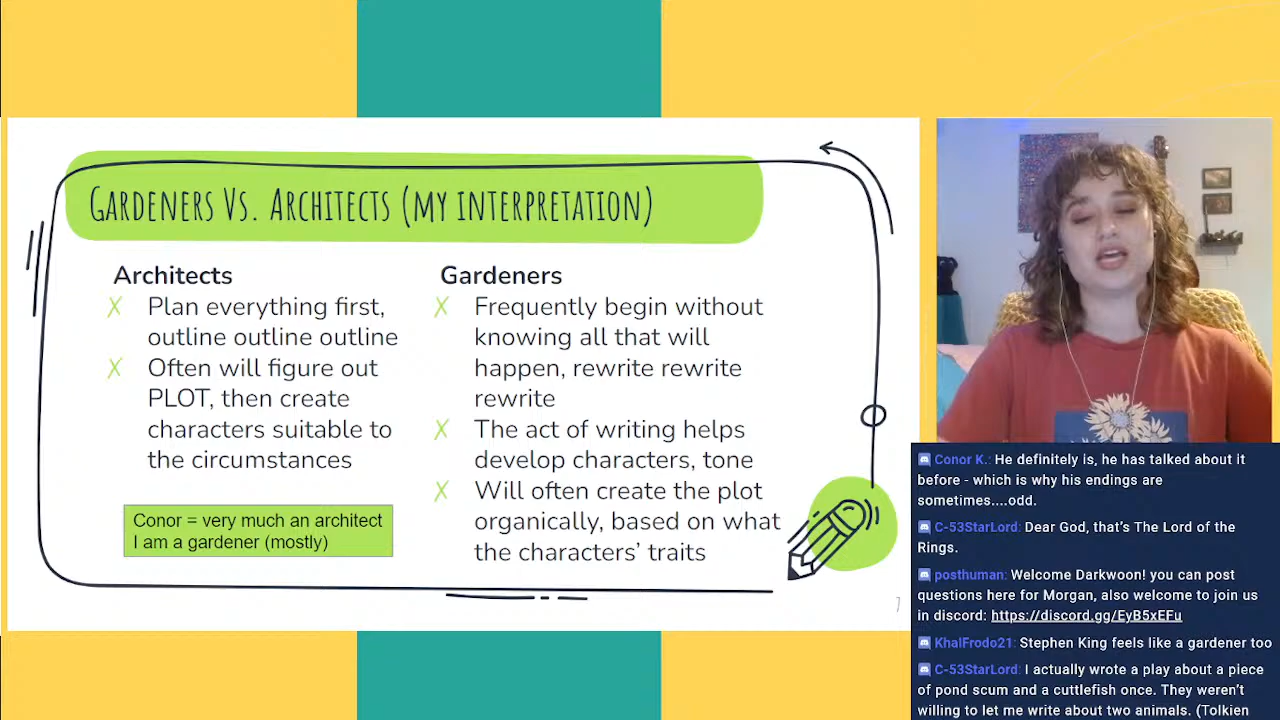 GARDENERS VS. ARCHITECTS (MY INTERPRETATION)
Architects
X Plan everything first,
outline outline outline
X Often will figure out
PLOT, then create
characters suitable to
the circumstances
Conor = very much an architect
I am a gardener (mostly)
Gardeners
X Frequently begin without
knowing all that will
happen, rewrite rewrite
rewrite
X The act of writing helps
develop characters, tone
X Will often create the plot
organically, based on what
the characters’ traits
7
Conor K.: He definitely is, he has talked about it
before - which is why his endings are
sometimes....odd.
C-53StarLord: Dear God, that’s The Lord of the
Rings.
posthuman: Welcome Darkwoon! you can post
questions here for Morgan, also welcome to join us
in discord: https://discord.gg/EyB5xEFu
KhalFrodo21: Stephen King feels like a gardener too
C-53StarLord: I actually wrote a play about a piece
of pond scum and a cuttlefish once. They weren’t
willing to let me write about two animals. (Tolkien